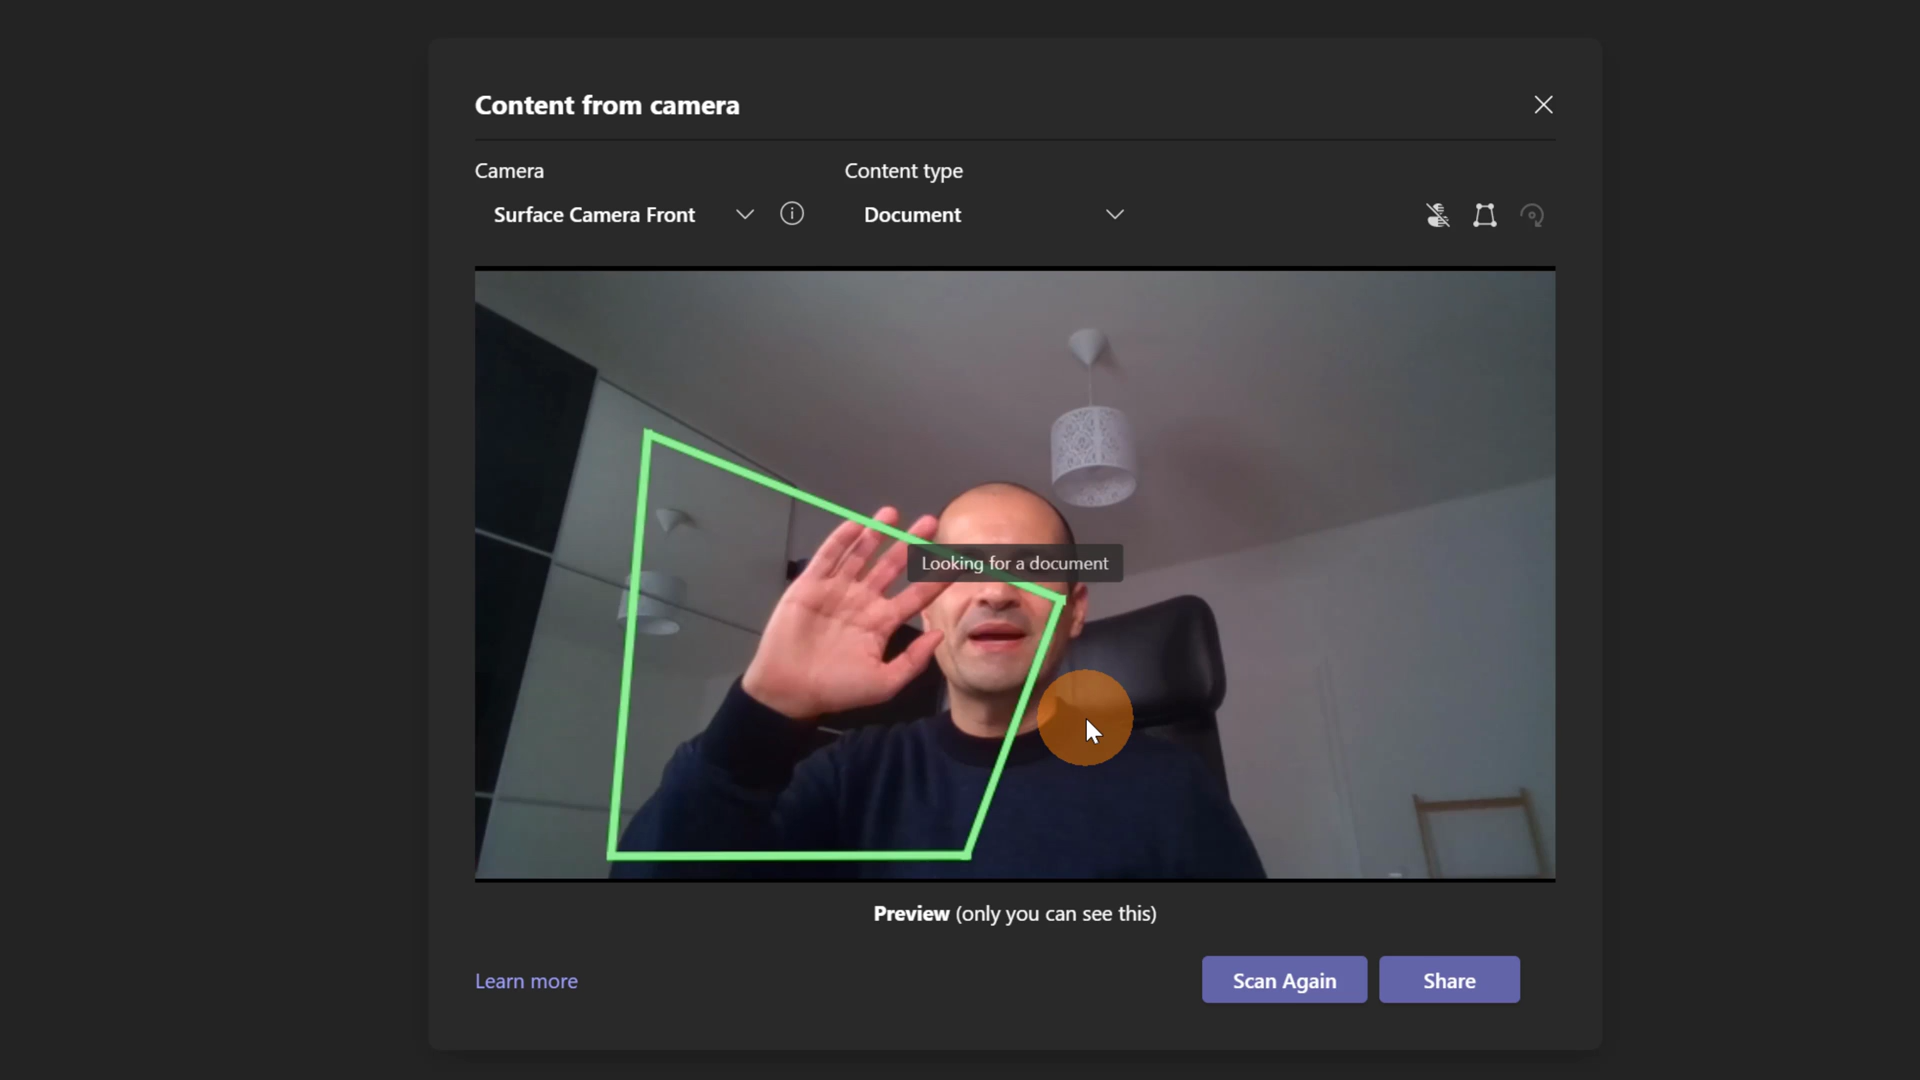 Content from camera
Camera
Content type
Surface Camera Front
Document
Looking for a document
Preview (only you can see this)
Learn more
Scan Again
Share